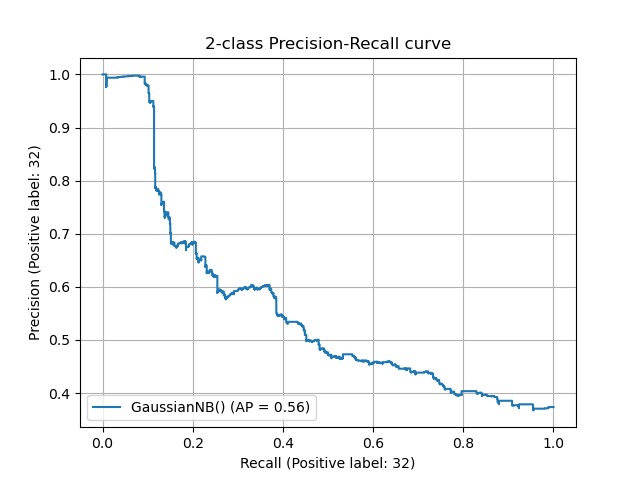 2-class Precision-Recall curve
Precision (Positive label: 32)
1.0
0.9
0.8
0.7
0.6
0.5
0.4
GaussianNB() (AP = 0.56)
0.0 0.2 0.4 0.6 0.8 1.0
Recall (Positive label: 32)